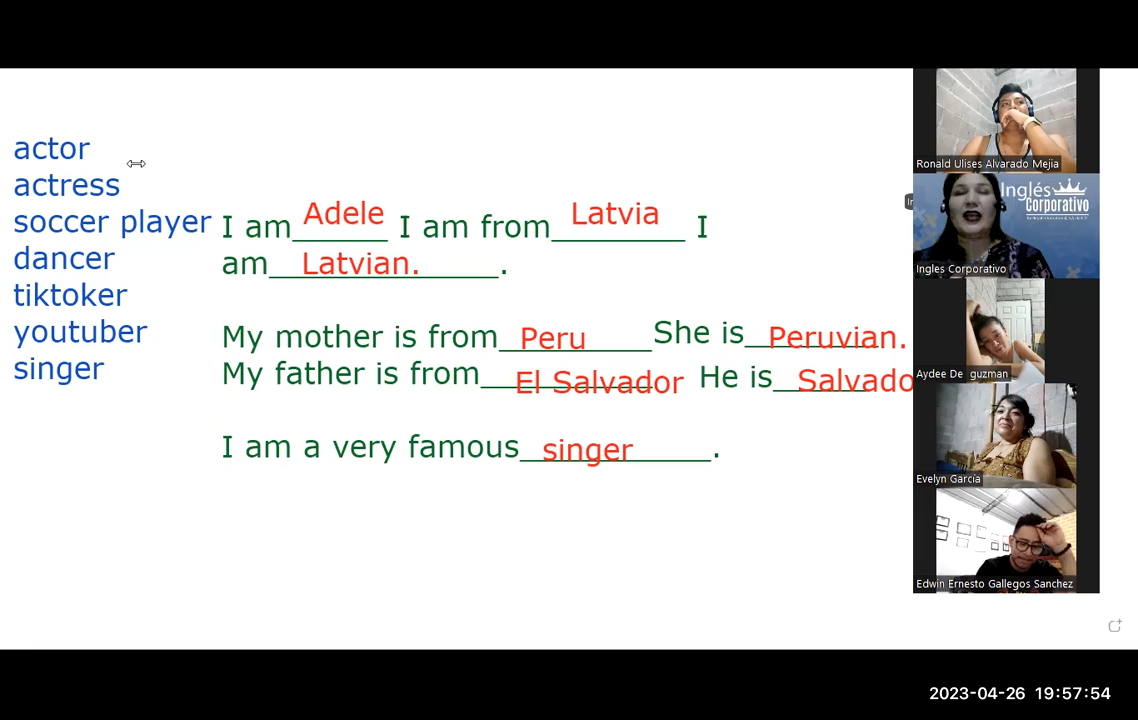 actor
actress
soccer player
dancer
tiktoker
youtuber
singer
I am Adele I am from Latvia I
am Latvian. .
My mother is from Peru She is Peruvian.
My father is from El Salvador He is Salvado
I am a very famous singer .
Ronald Ulises Alvarado Mejia
Inglés
Corporativo
Ingles Corporativo
Aydee De guzman
Evelyn García
Edwin Ernesto Gallegos Sanchez
2023-04-26 19:57:54